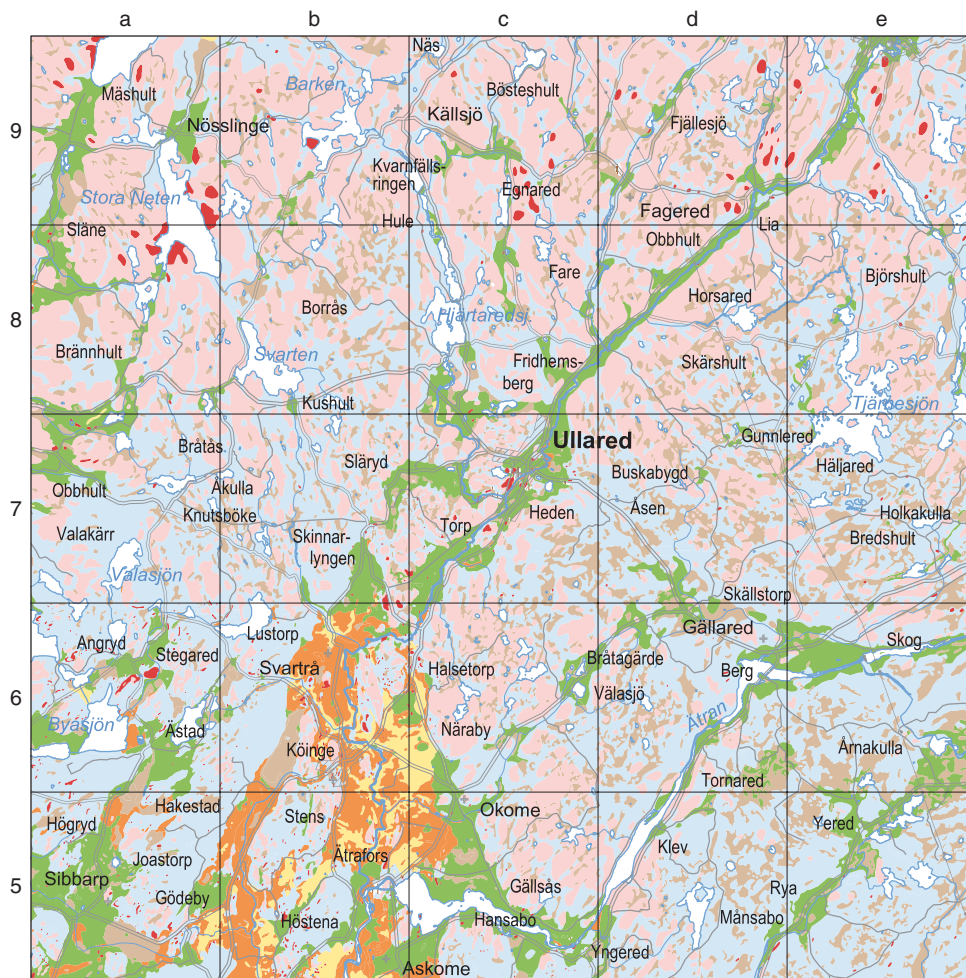 a b c d e
Näs
Barken
Bösteshult
Mäshult
Källsjö
Fjällesjö
9
Nösslinge
Kvarnfälls-
ringen
Egnared
Stora Neten
Fagered
Hule
Lia
Släne
Obbhult
Fare
Björshult
Horsared
Borrås
8
Hjärtaredsj.
Brännhult
Svarten
Fridhems-
berg
Skärshult
Kushult
Tjärnesjön
Ullared
Gunnlered
Bråtås
Släryd
Häljared
Buskabygd
Obbhult
Åkulla
7
Åsen
Heden
Holkakulla
Knutsböke
Torp
Valakärr
Skinnar-
lyngen
Bredshult
Valasjön
Skällstorp
Lustorp
Gällared
Angryd
Skog
Stegared
Svartrå
Halsetorp
Bråtagärde
Berg
6
Välasjö
Byasjön
Ästad
Ätran
Näraby
Köinge
Årnakulla
Tornared
Hakestad
Okome
Högryd
Stens
Yered
Joastorp
Ätrafors
Klev
5
Sibbarp
Gällsås
Rya
Gödeby
Höstena
Hansabo
Månsabo
Yngered
Askome